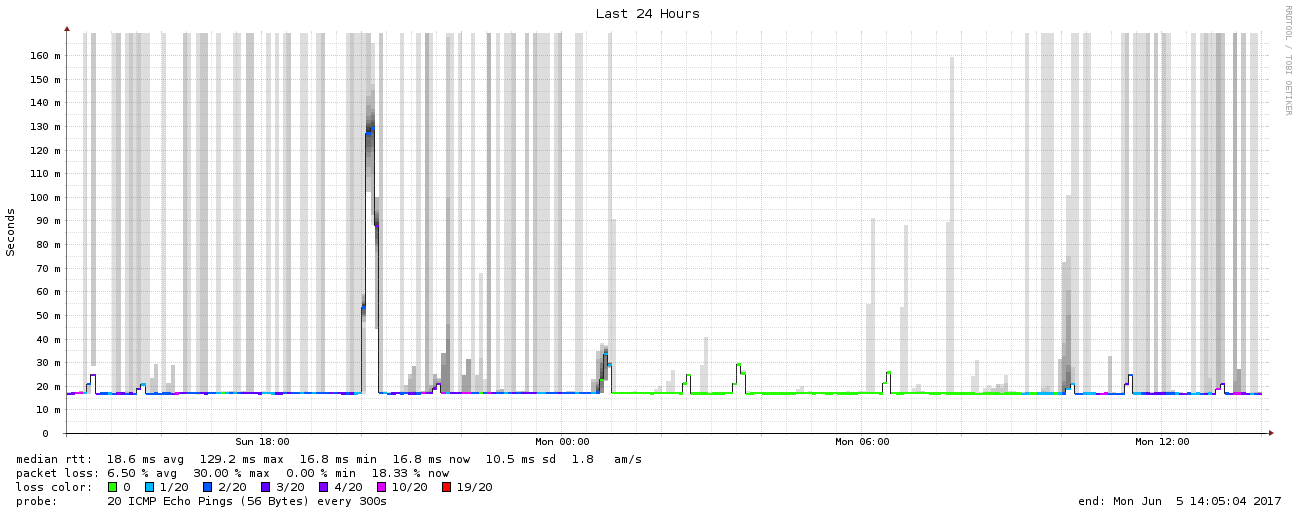 Last 24 Hours
RRDTOOL / TOBI OETIKER
Seconds
160 m
150 m
140 m
130 m
120 m
110 m
100 m
90 m
80 m
70 m
60 m
50 m
40 m
30 m
20 m
10 m
0
Sun 18:00 Mon 00:00 Mon 06:00 Mon 12:00
median rtt: 18.6 ms avg 129.2 ms max 16.8 ms min 16.8 ms now 10.5 ms sd 1.8 am/s
packet loss: 6.50 % avg 30.00 % max 0.00 % min 18.33 % now
loss color: 0 1/20 2/20 3/20 4/20 10/20 19/20
probe: 20 ICMP Echo Pings (56 Bytes) every 300s end: Mon Jun 5 14:05:04 2017